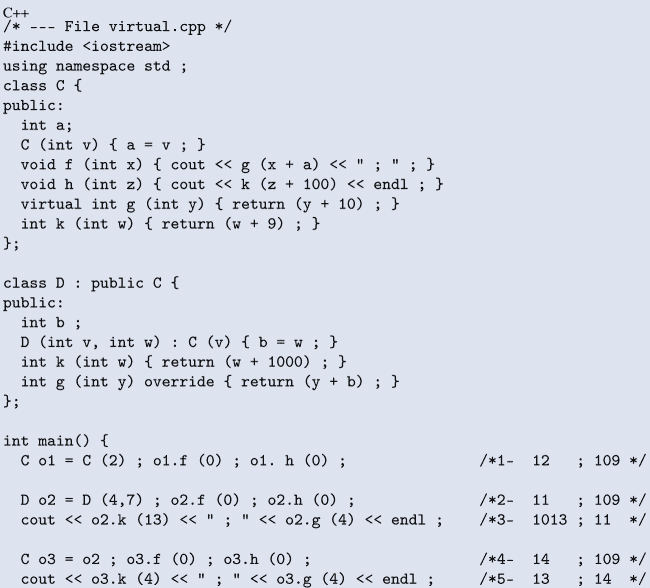 C++
/* --- File virtual.cpp */
#include <iostream>
using namespace std ;
class C {
public:
  int a;
  C (int v) { a = v ; }
  void f (int x) { cout << g (x + a) << " ; " ; }
  void h (int z) { cout << k (z + 100) << endl ; }
  virtual int g (int y) { return (y + 10) ; }
  int k (int w) { return (w + 9) ; }
};

class D : public C {
public:
  int b ;
  D (int v, int w) : C (v) { b = w ; }
  int k (int w) { return (w + 1000) ; }
  int g (int y) override { return (y + b) ; }
};

int main() {
  C o1 = C (2) ; o1.f (0) ; o1. h (0) ;               /*1-  12   ; 109 */

  D o2 = D (4,7) ; o2.f (0) ; o2.h (0) ;              /*2-  11   ; 109 */
  cout << o2.k (13) << " ; " << o2.g (4) << endl ;    /*3-  1013 ; 11  */

  C o3 = o2 ; o3.f (0) ; o3.h (0) ;                   /*4-  14   ; 109 */
  cout << o3.k (4) << " ; " << o3.g (4) << endl ;     /*5-  13   ; 14  */